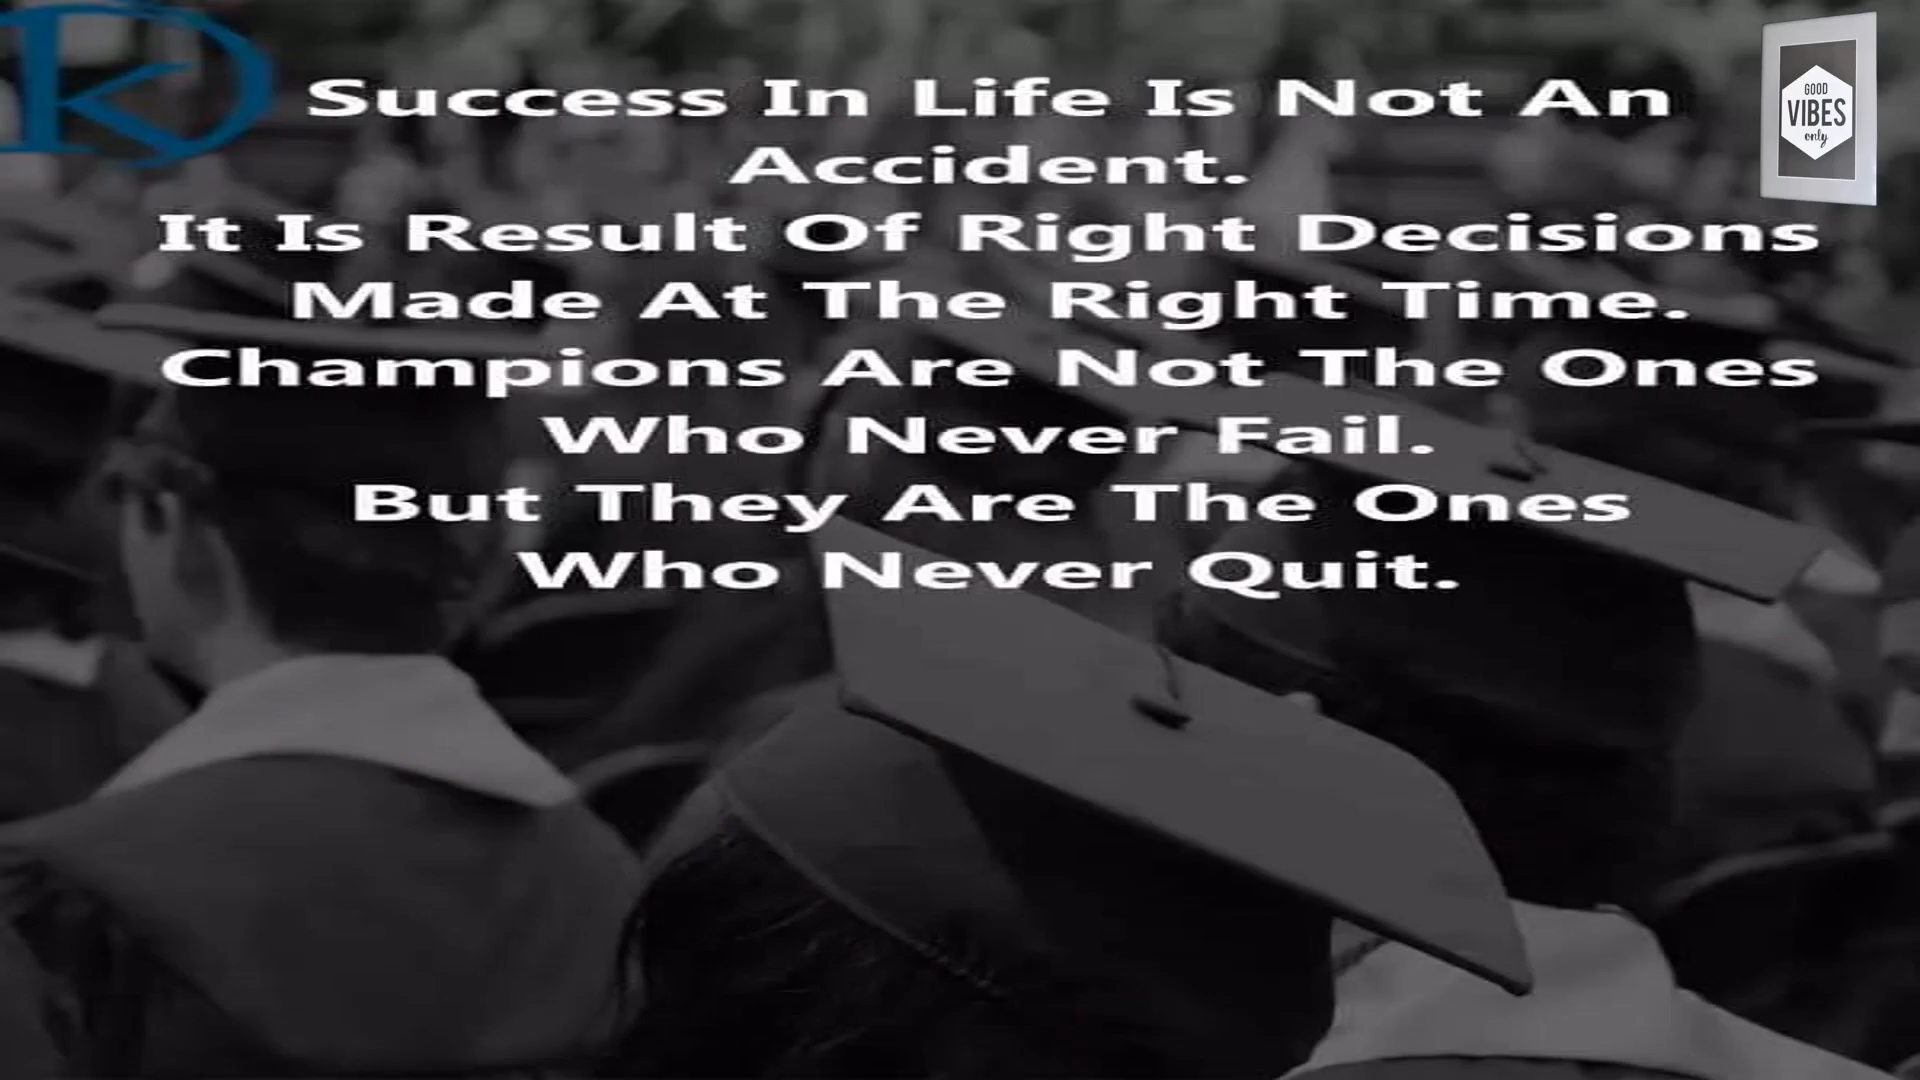 Success In Life Is Not An
Accident.
It Is Result Of Right Decisions
Made At The Right Time.
Champions Are Not The Ones
Who Never Fail.
But They Are The Ones
Who Never Quit.
GOOD
VIBES
only